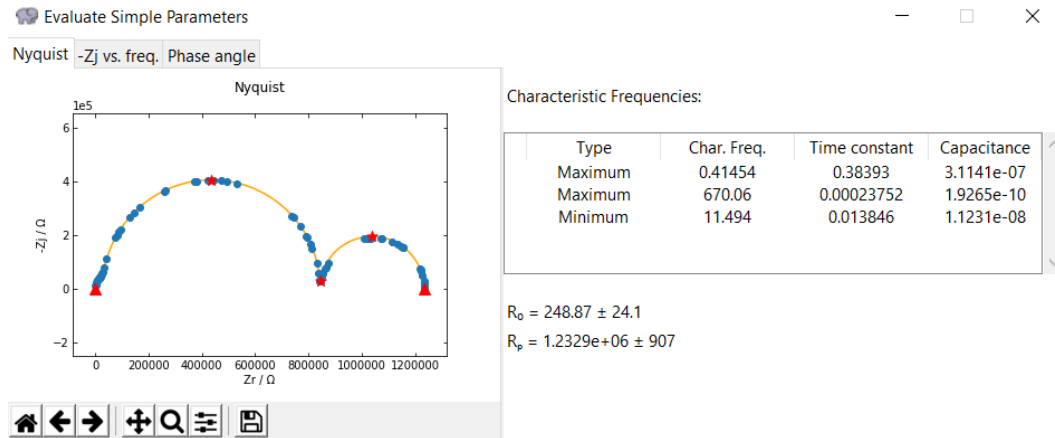 Evaluate Simple Parameters
Nyquist -Zj vs. freq. Phase angle
Nyquist
1e5
6
4
2
0
−2
-Zj / Ω
0 200000 400000 600000 800000 1000000 1200000
Zr / Ω
Characteristic Frequencies:
Type Char. Freq. Time constant Capacitance
Maximum 0.41454 0.38393 3.1141e-07
Maximum 670.06 0.00023752 1.9265e-10
Minimum 11.494 0.013846 1.1231e-08
R₀ = 248.87 ± 24.1
Rₚ = 1.2329e+06 ± 907